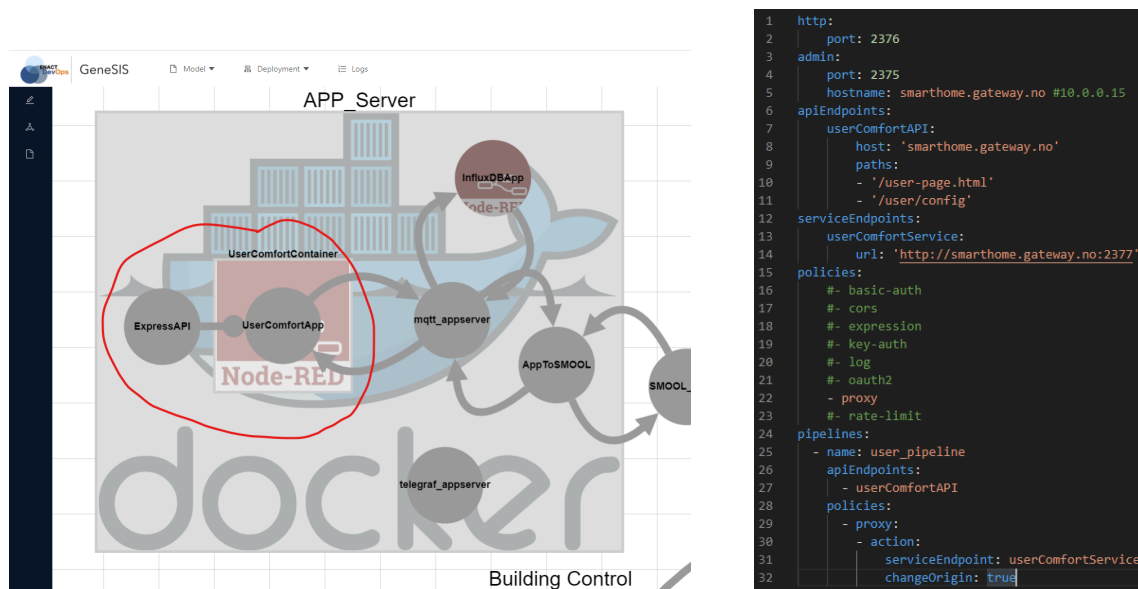 ENACT
DevOps
GeneSIS
Model
Deployment
Logs
APP_Server
InfluxDBApp
Node-RED
UserComfortContainer
ExpressAPI
UserComfortApp
mqtt_appserver
Node-RED
AppToSMOOL
SMOOL_
telegraf_appserver
docker
Building Control
1 http:
2 port: 2376
3 admin:
4 port: 2375
5 hostname: smarthome.gateway.no #10.0.0.15
6 apiEndpoints:
7 userComfortAPI:
8 host: 'smarthome.gateway.no'
9 paths:
10 - '/user-page.html'
11 - '/user/config'
12 serviceEndpoints:
13 userComfortService:
14 url: 'http://smarthome.gateway.no:2377'
15 policies:
16 #- basic-auth
17 #- cors
18 #- expression
19 #- key-auth
20 #- log
21 #- oauth2
22 - proxy
23 #- rate-limit
24 pipelines:
25 - name: user_pipeline
26 apiEndpoints:
27 - userComfortAPI
28 policies:
29 - proxy:
30 - action:
31 serviceEndpoint: userComfortService
32 changeOrigin: true